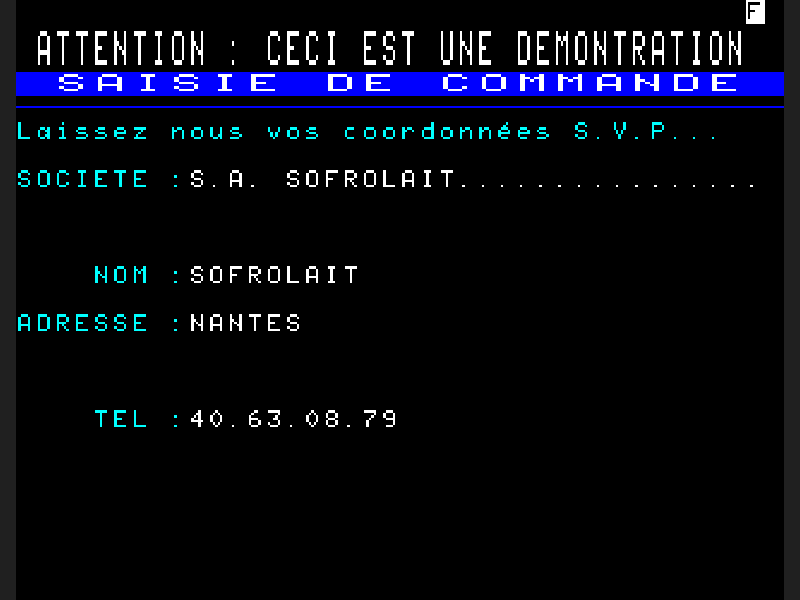 F
ATTENTION : CECI EST UNE DEMONTRATION
SAISIE DE COMMANDE
Laissez nous vos coordonnées S.V.P...
SOCIETE :S.A. SOFROLAIT................
NOM :SOFROLAIT
ADRESSE :NANTES
TEL :40.63.08.79